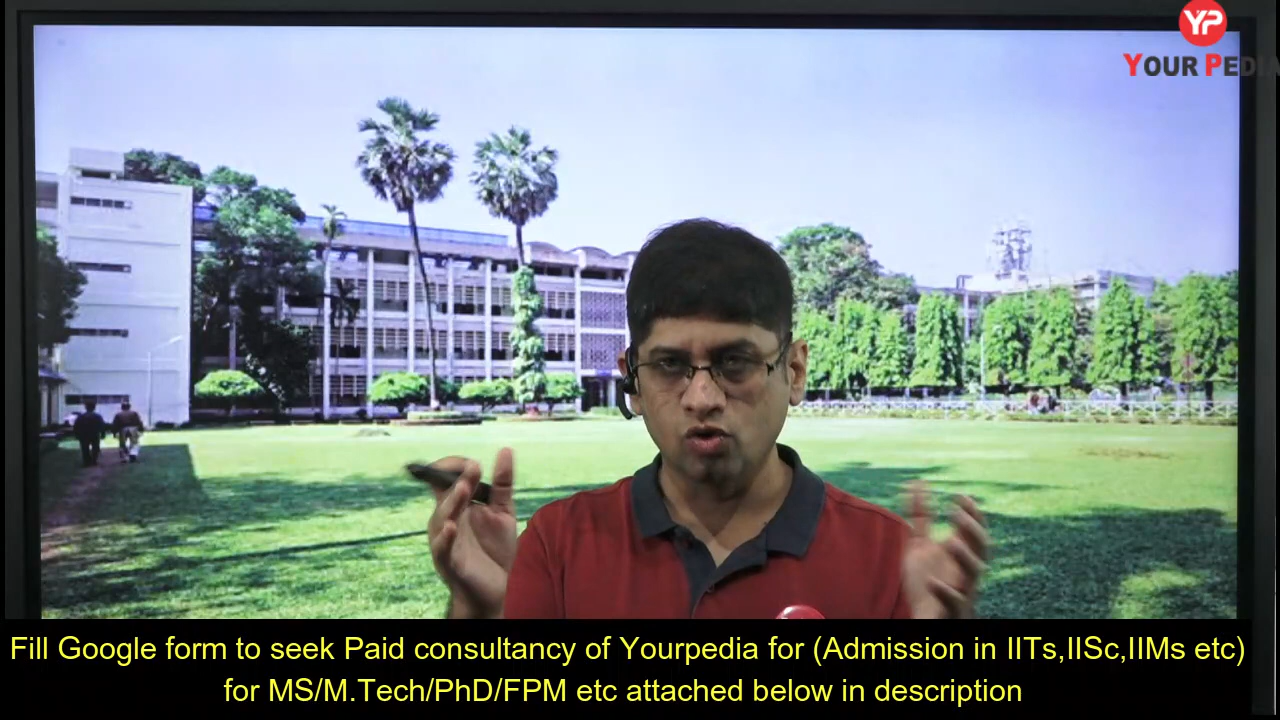 YP
YOUR PEDIA
Fill Google form to seek Paid consultancy of Yourpedia for (Admission in IITs,IISc,IIMs etc)
for MS/M.Tech/PhD/FPM etc attached below in description